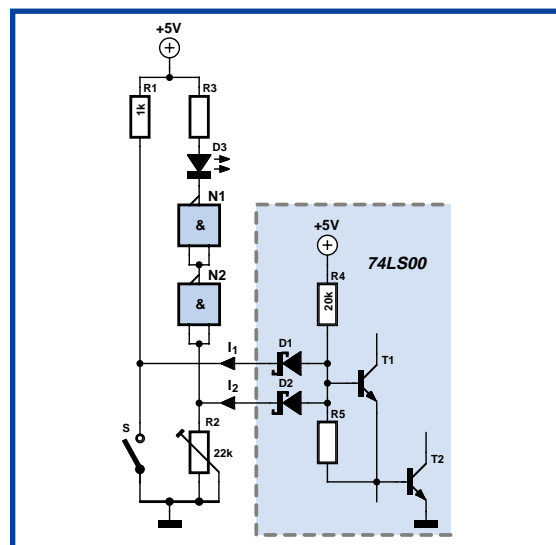 +5V
R1
R3
1k
D3
N1
&
+5V
74LS00
N2
R4
&
20k
I1
D1
T1
I2
D2
R2
R5
S
22k
T2